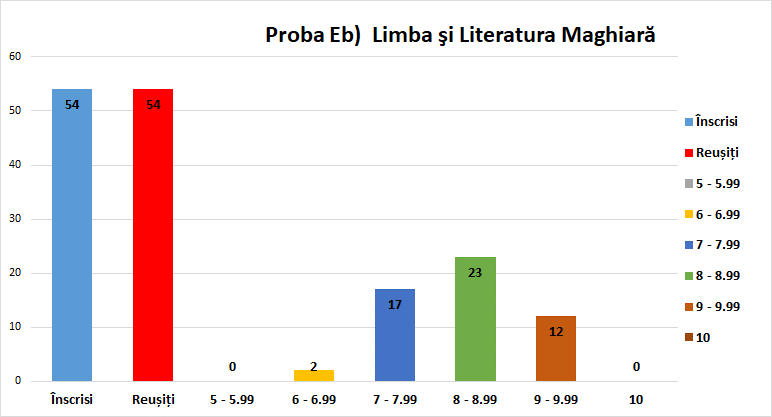 Proba Eb)  Limba şi Literatura Maghiară
60
50
40
30
20
10
0
54
54
0
2
17
23
12
0
Înscrisi
Reușiți
5 - 5.99
6 - 6.99
7 - 7.99
8 - 8.99
9 - 9.99
10
Înscrisi
Reușiți
5 - 5.99
6 - 6.99
7 - 7.99
8 - 8.99
9 - 9.99
10